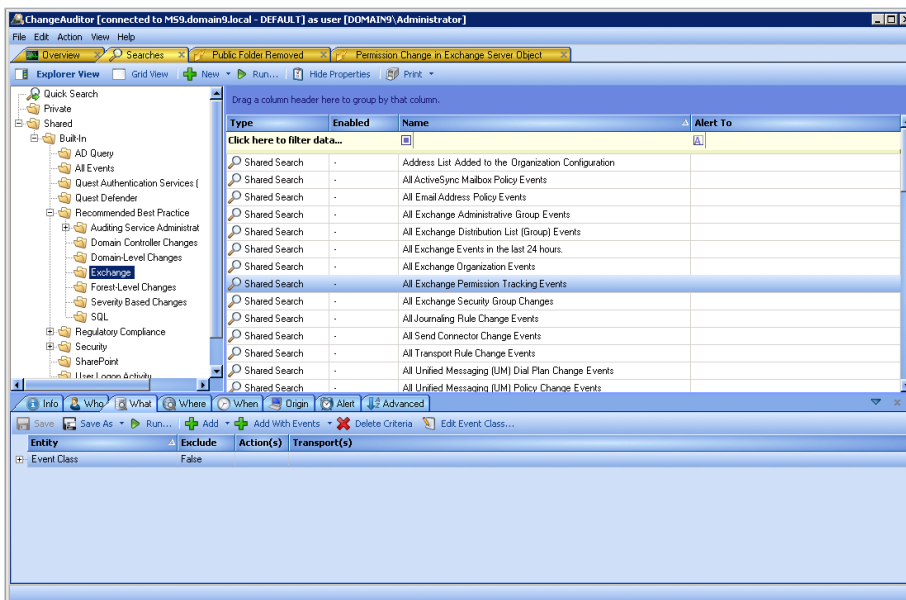 ChangeAuditor [connected to MS9.domain9.local - DEFAULT] as user [DOMAIN9\Administrator]
File Edit Action View Help
Overview Searches Public Folder Removed Permission Change in Exchange Server Object
Explorer View Grid View New Run... Hide Properties Print
Quick Search
Private
Shared
Built-In
AD Query
All Events
Quest Authentication Services (
Quest Defender
Recommended Best Practice
Auditing Service Administrat
Domain Controller Changes
Domain-Level Changes
Exchange
Forest-Level Changes
Severity Based Changes
SQL
Regulatory Compliance
Security
SharePoint
User Logon Activity
Drag a column header here to group by that column.
Type Enabled Name Alert To
Click here to filter data...
Shared Search - Address List Added to the Organization Configuration
Shared Search - All ActiveSync Mailbox Policy Events
Shared Search - All Email Address Policy Events
Shared Search - All Exchange Administrative Group Events
Shared Search - All Exchange Distribution List (Group) Events
Shared Search - All Exchange Events in the last 24 hours.
Shared Search - All Exchange Organization Events
Shared Search - All Exchange Permission Tracking Events
Shared Search - All Exchange Security Group Changes
Shared Search - All Journaling Rule Change Events
Shared Search - All Send Connector Change Events
Shared Search - All Transport Rule Change Events
Shared Search - All Unified Messaging (UM) Dial Plan Change Events
Shared Search - All Unified Messaging (UM) Policy Change Events
Info Who What Where When Origin Alert Advanced
Save Save As Run... Add Add With Events Delete Criteria Edit Event Class...
Entity Exclude Action(s) Transport(s)
Event Class False